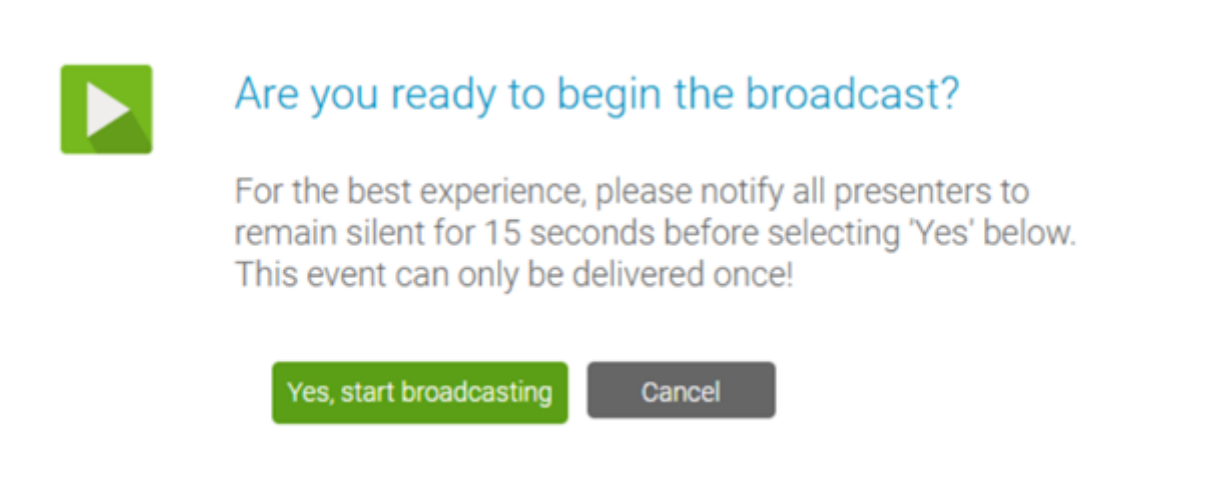 Are you ready to begin the broadcast?
For the best experience, please notify all presenters to
remain silent for 15 seconds before selecting 'Yes' below.
This event can only be delivered once!
Yes, start broadcasting
Cancel